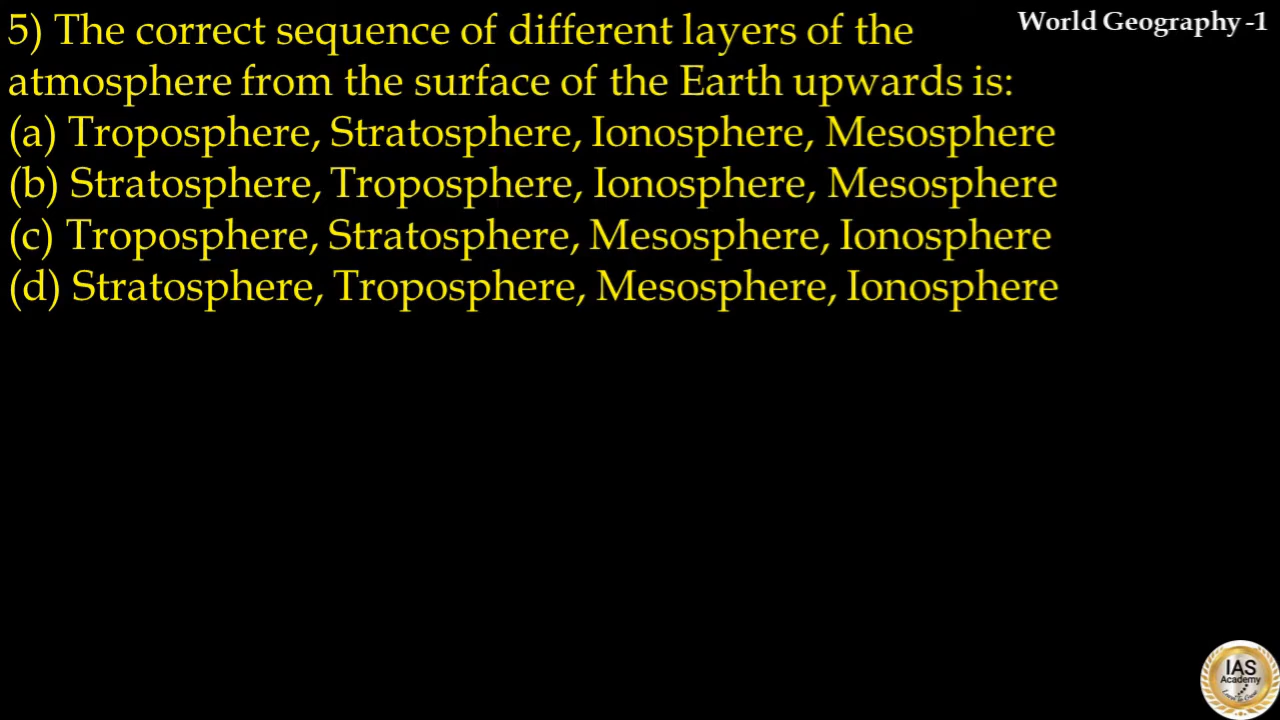 World Geography -1
5) The correct sequence of different layers of the
atmosphere from the surface of the Earth upwards is:
(a) Troposphere, Stratosphere, Ionosphere, Mesosphere
(b) Stratosphere, Troposphere, Ionosphere, Mesosphere
(c) Troposphere, Stratosphere, Mesosphere, Ionosphere
(d) Stratosphere, Troposphere, Mesosphere, Ionosphere
IAS
Academy